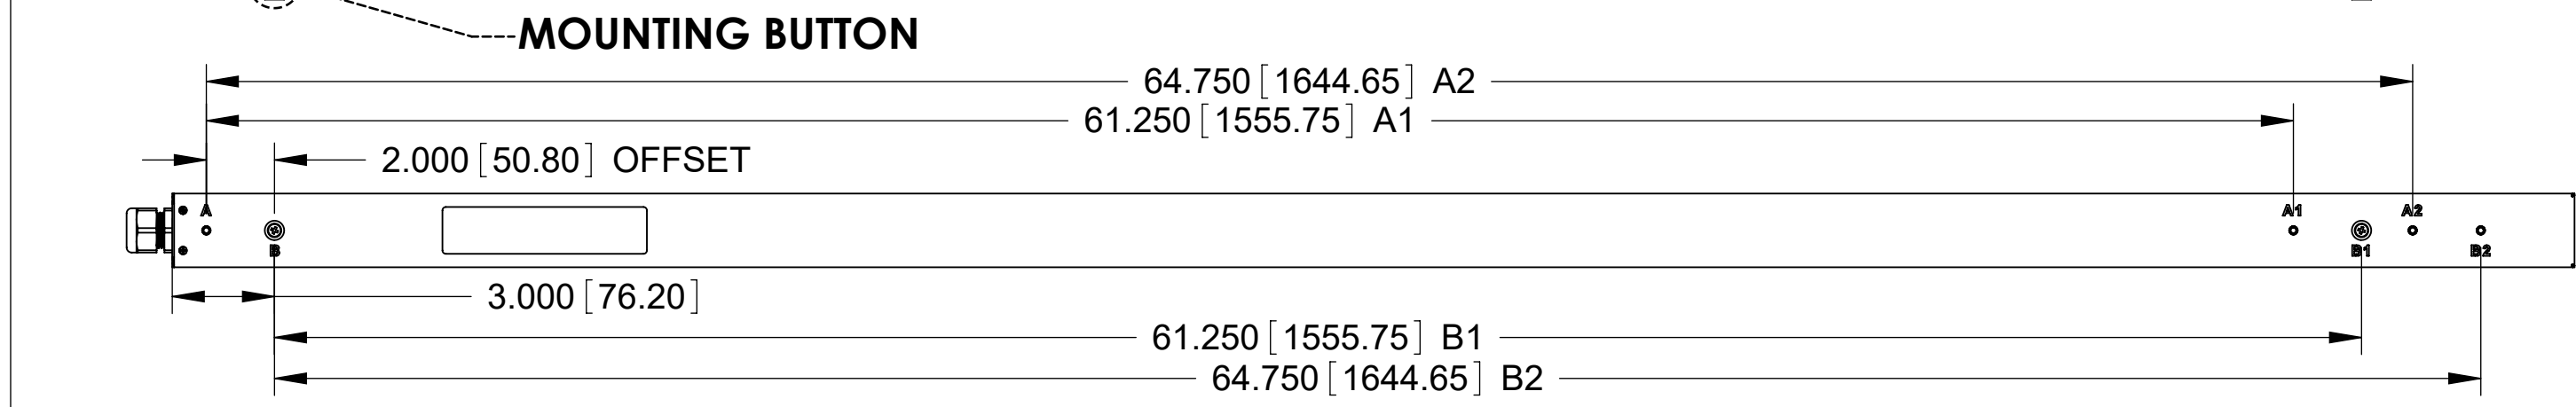 MOUNTING BUTTON
64.750 [1644.65] A2
61.250 [1555.75] A1
2.000 [50.80] OFFSET
A A1 A2
B B1 B2
3.000 [76.20]
61.250 [1555.75] B1
64.750 [1644.65] B2